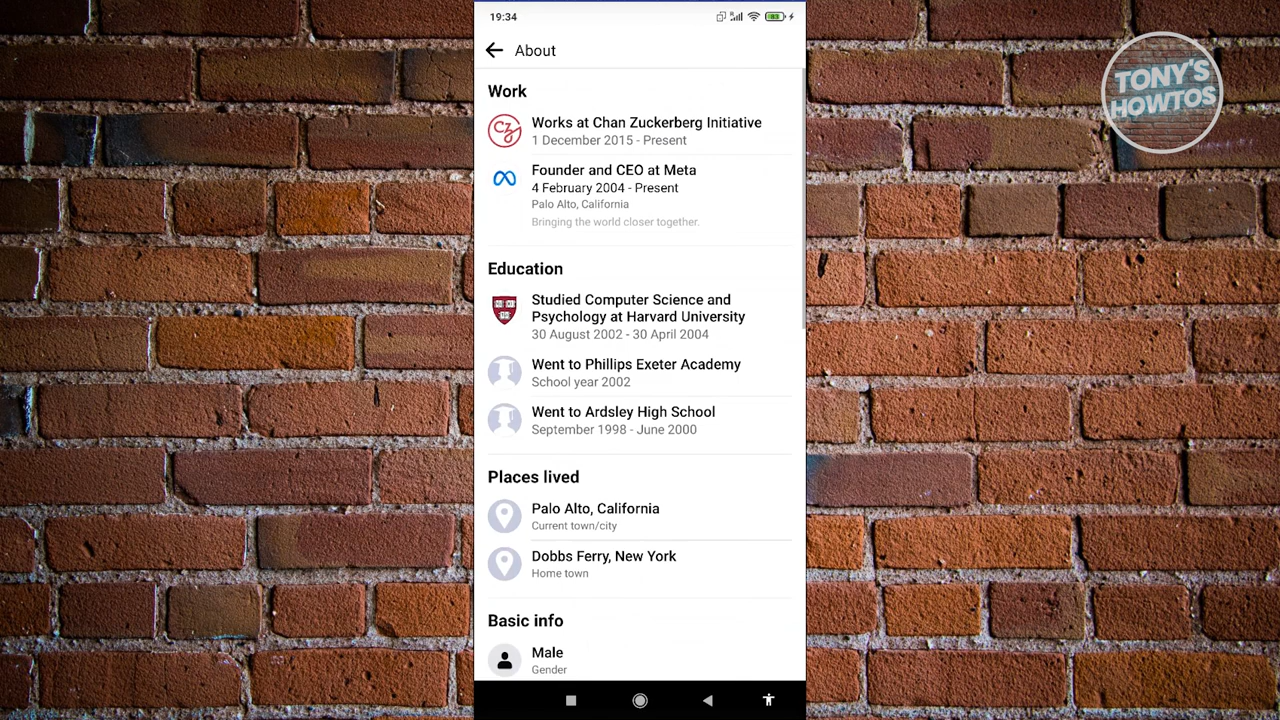 19:34
About
TONY'S
HOWTOS
Work
Works at Chan Zuckerberg Initiative
1 December 2015 - Present
Founder and CEO at Meta
4 February 2004 - Present
Palo Alto, California
Bringing the world closer together.
Education
Studied Computer Science and
Psychology at Harvard University
30 August 2002 - 30 April 2004
Went to Phillips Exeter Academy
School year 2002
Went to Ardsley High School
September 1998 - June 2000
Places lived
Palo Alto, California
Current town/city
Dobbs Ferry, New York
Home town
Basic info
Male
Gender